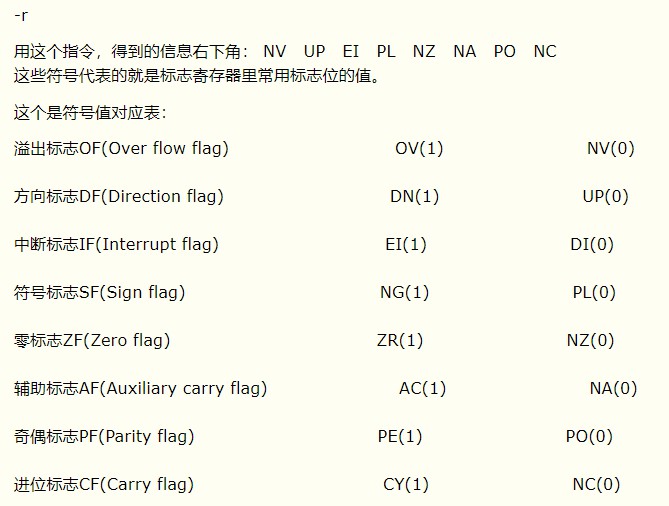 -r
用这个指令，得到的信息右下角： NV UP EI PL NZ NA PO NC
这些符号代表的就是标志寄存器里常用标志位的值。
这个是符号值对应表：
溢出标志OF(Over flow flag) OV(1) NV(0)
方向标志DF(Direction flag) DN(1) UP(0)
中断标志IF(Interrupt flag) EI(1) DI(0)
符号标志SF(Sign flag) NG(1) PL(0)
零标志ZF(Zero flag) ZR(1) NZ(0)
辅助标志AF(Auxiliary carry flag) AC(1) NA(0)
奇偶标志PF(Parity flag) PE(1) PO(0)
进位标志CF(Carry flag) CY(1) NC(0)